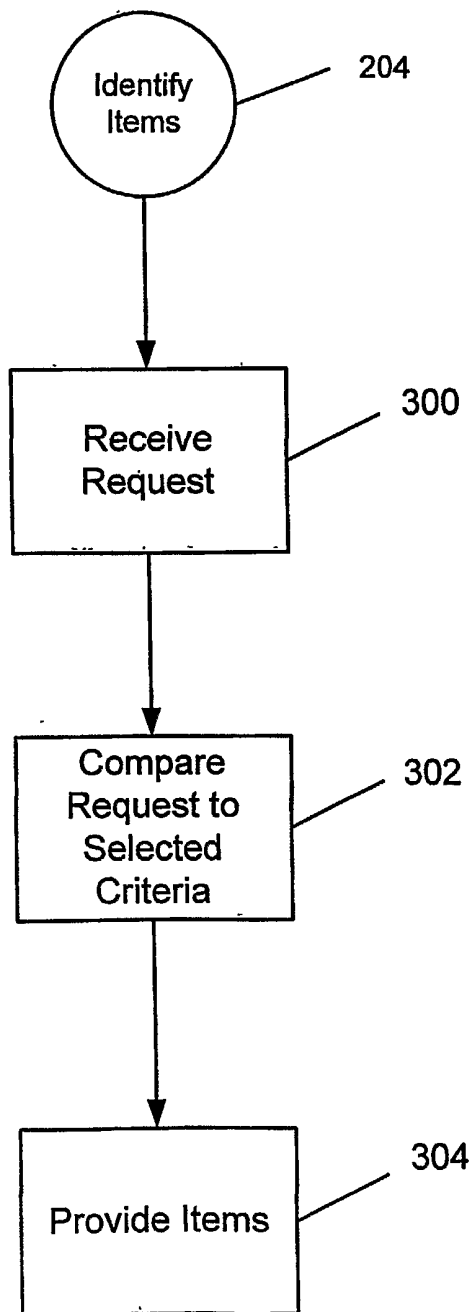 Identify
Items
204
Receive
Request
300
Compare
Request to
Selected
Criteria
302
Provide Items
304